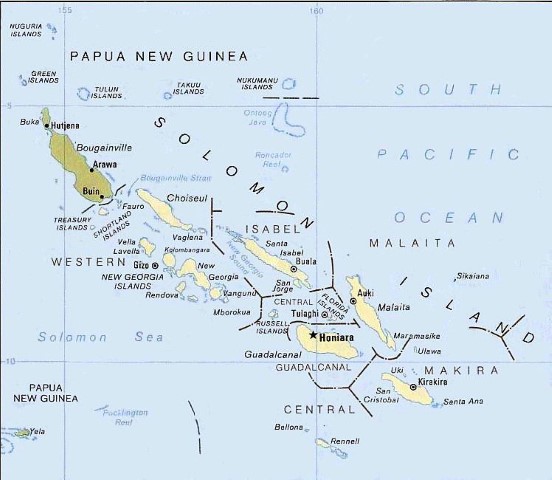 155
160
NUGURIA
ISLANDS
PAPUA NEW GUINEA
GREEN
ISLANDS
TULUN
ISLANDS
TAKUU
ISLANDS
NUKUMANU
ISLANDS
SOUTH
5
Ontong
Java
Buka
Hutjena
SOLOMON
Bougainville
Arawa
Roncador
Reef
PACIFIC
Buin
Bougainville Strait
Choiseul
Fauro
TREASURY
ISLANDS
SHORTLAND
ISLANDS
OCEAN
ISABEL
Vaglena
MALAITA
Vella
Lavella
Kolombangara
New Georgia
Sound
Santa
Isabel
Buala
WESTERN
Gizo
New
Georgia
NEW GEORGIA
ISLANDS
San
Jorge
Sikaiana
ISLAND
Rendova
Vangund
CENTRAL
FLORIDA
ISLANDS
Auki
Malaita
Mborokua
RUSSELL
ISLANDS
Tulaghi
Solomon Sea
Honiara
Maramasike
Guadalcanal
Ulawa
10
GUADALCANAL
Uki
MAKIRA
Kirakira
PAPUA
NEW GUINEA
San
Cristobal
Santa Ana
Pocklington
Reef
CENTRAL
Bellona
Yela
Rennell